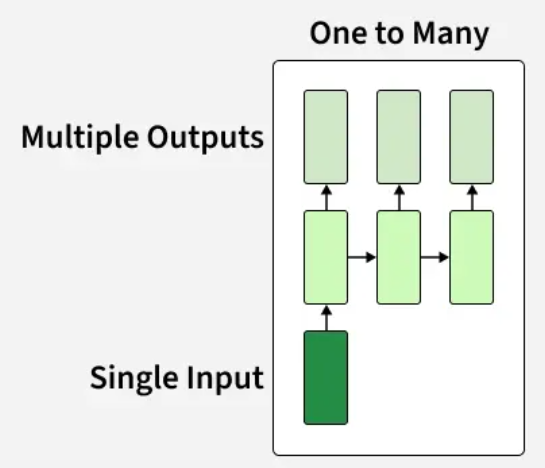 One to Many
Multiple Outputs
Single Input